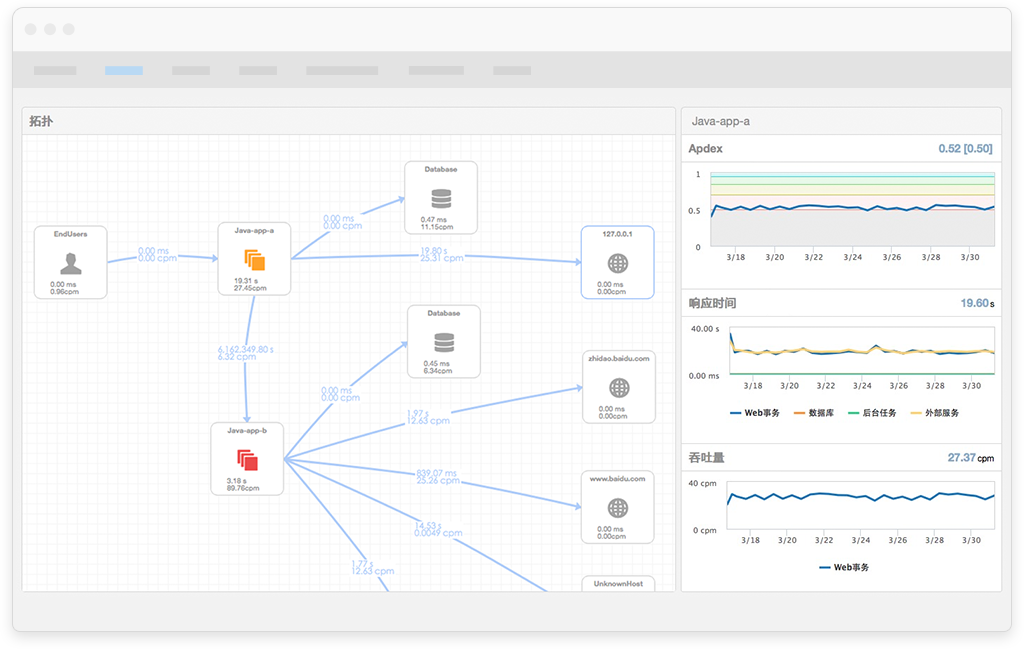 拓扑
Database
0.47 ms
11.15cpm
EndUsers
0.00 ms
0.96cpm
0.00 ms
0.00 cpm
Java-app-a
19.31 s
27.45cpm
0.00 ms
0.00 cpm
19.80 s
25.31 cpm
127.0.0.1
0.00 ms
0.00cpm
6,162,349.80 s
6.32 cpm
Database
0.45 ms
6.34cpm
0.00 ms
0.00 cpm
zhidao.baidu.com
0.00 ms
0.00cpm
1.97 s
12.63 cpm
Java-app-b
3.18 s
89.76cpm
839.07 ms
25.26 cpm
www.baidu.com
0.00 ms
0.00cpm
14.53 s
0.0049 cpm
1.77 s
12.63 cpm
UnknownHost
Java-app-a
Apdex
0.52 [0.50]
1
0.5
0
3/18 3/20 3/22 3/24 3/26 3/28 3/30
响应时间
19.60 s
40.00 s
0.00 ms
3/18 3/20 3/22 3/24 3/26 3/28 3/30
Web事务 数据库 后台任务 外部服务
吞吐量
27.37 cpm
40 cpm
0 cpm
3/18 3/20 3/22 3/24 3/26 3/28 3/30
Web事务